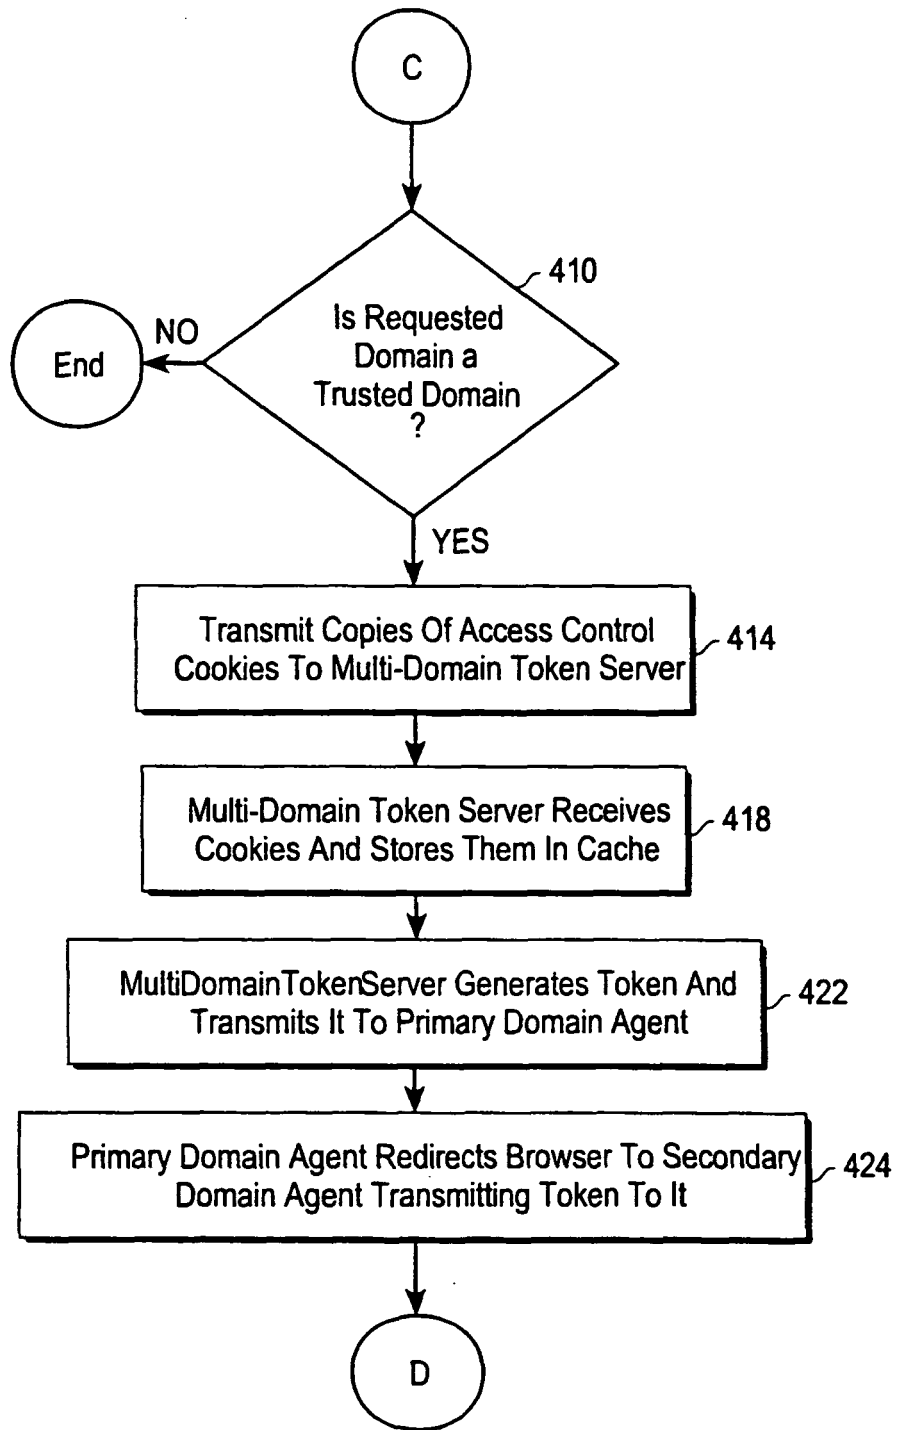 C
410
Is Requested
Domain a
Trusted Domain
?
NO
End
YES
Transmit Copies Of Access Control
Cookies To Multi-Domain Token Server
414
Multi-Domain Token Server Receives
Cookies And Stores Them In Cache
418
MultiDomainTokenServer Generates Token And
Transmits It To Primary Domain Agent
422
Primary Domain Agent Redirects Browser To Secondary
Domain Agent Transmitting Token To It
424
D